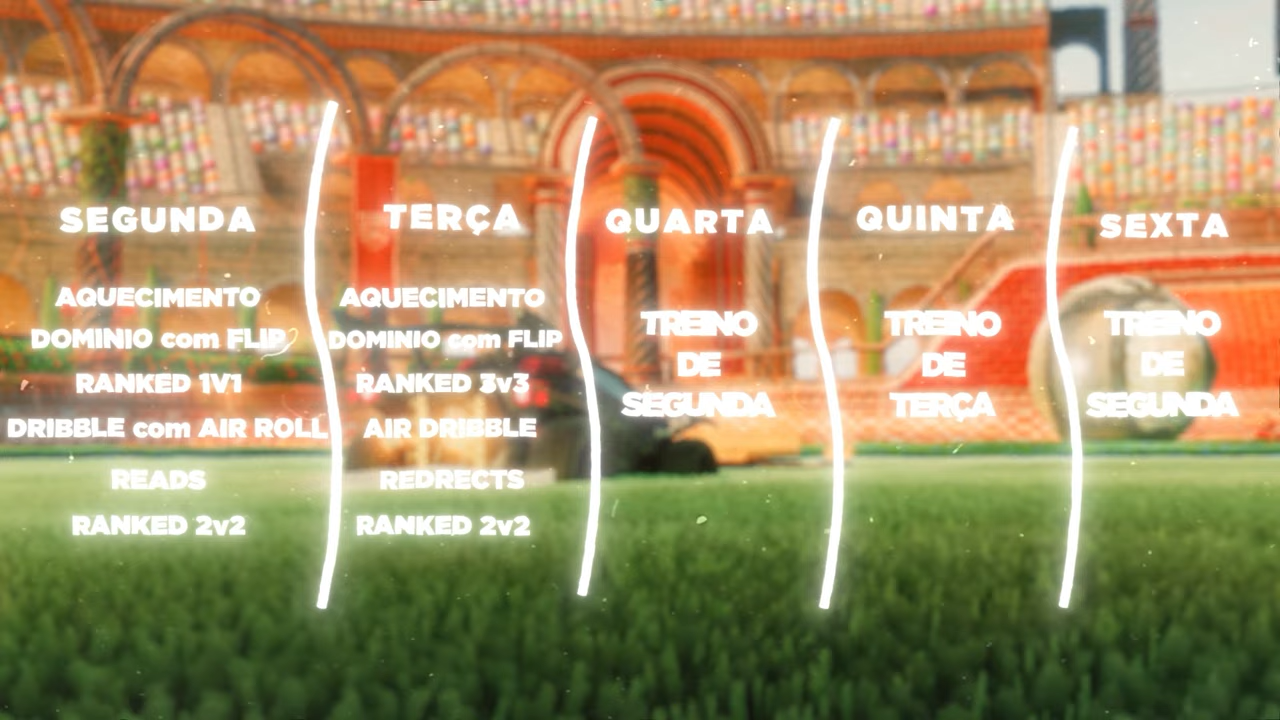 SEGUNDA
AQUECIMENTO
DOMINIO com FLIP
RANKED 1V1
DRIBBLE com AIR ROLL
READS
RANKED 2v2
TERÇA
AQUECIMENTO
DOMINIO com FLIP
RANKED 3v3
AIR DRIBBLE
REDRECTS
RANKED 2v2
QUARTA
TREINO
DE
SEGUNDA
QUINTA
TREINO
DE
TERÇA
SEXTA
TREINO
DE
SEGUNDA